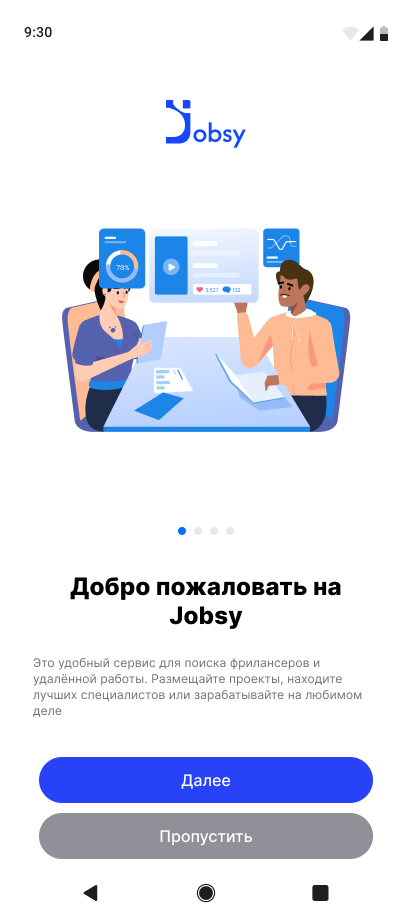 9:30
Jobsy
78%
3,527 133
Добро пожаловать на
Jobsy
Это удобный сервис для поиска фрилансеров и
удалённой работы. Размещайте проекты, находите
лучших специалистов или зарабатывайте на любимом
деле
Далее
Пропустить